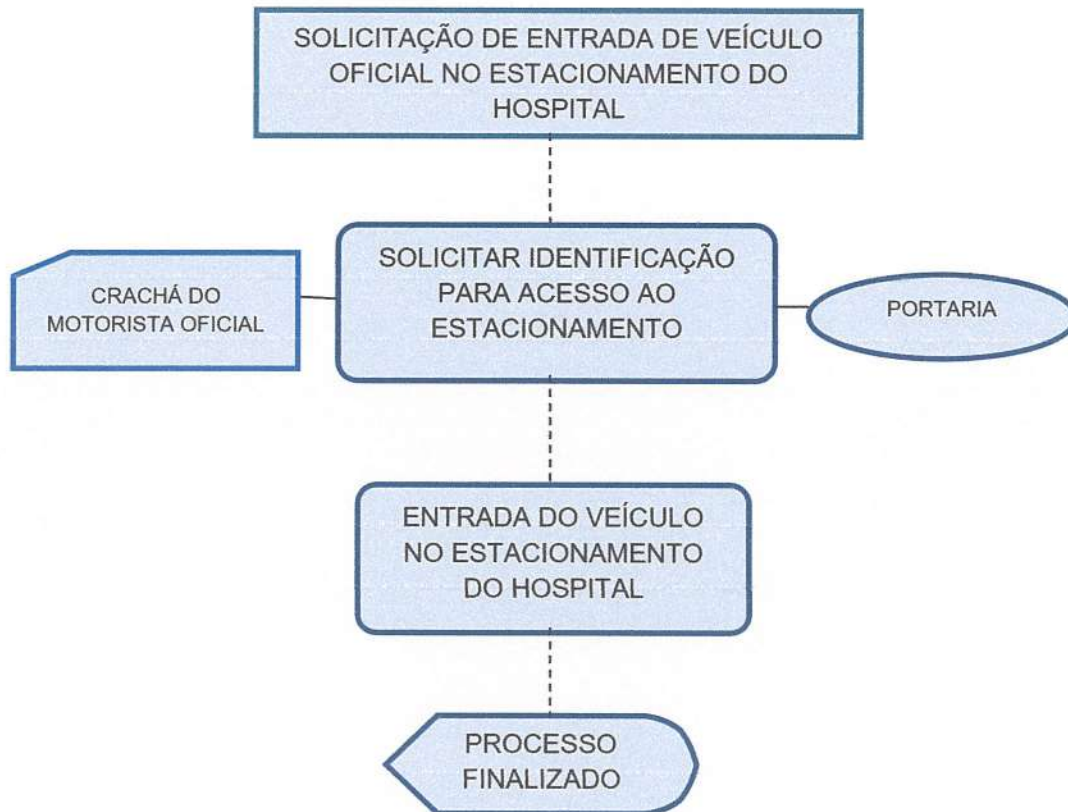 SOLICITAÇÃO DE ENTRADA DE VEÍCULO
OFICIAL NO ESTACIONAMENTO DO
HOSPITAL
SOLICITAR IDENTIFICAÇÃO
PARA ACESSO AO
ESTACIONAMENTO
CRACHÁ DO
MOTORISTA OFICIAL
PORTARIA
ENTRADA DO VEÍCULO
NO ESTACIONAMENTO
DO HOSPITAL
PROCESSO
FINALIZADO